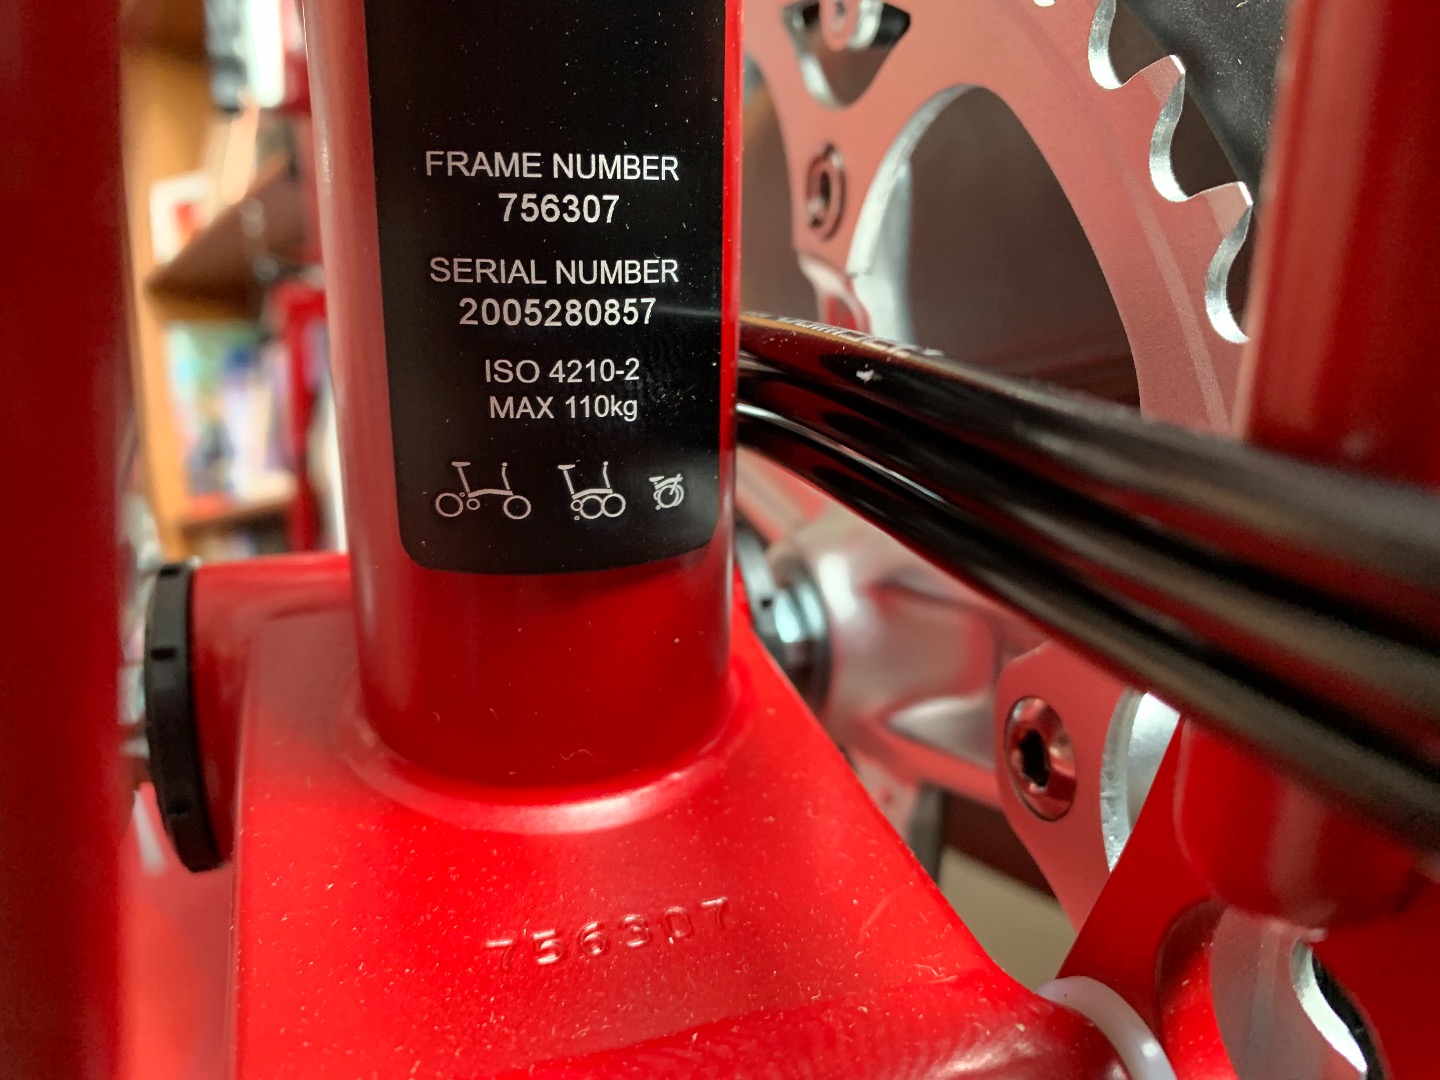 FRAME NUMBER
756307
SERIAL NUMBER
2005280857
ISO 4210-2
MAX 110kg
756307